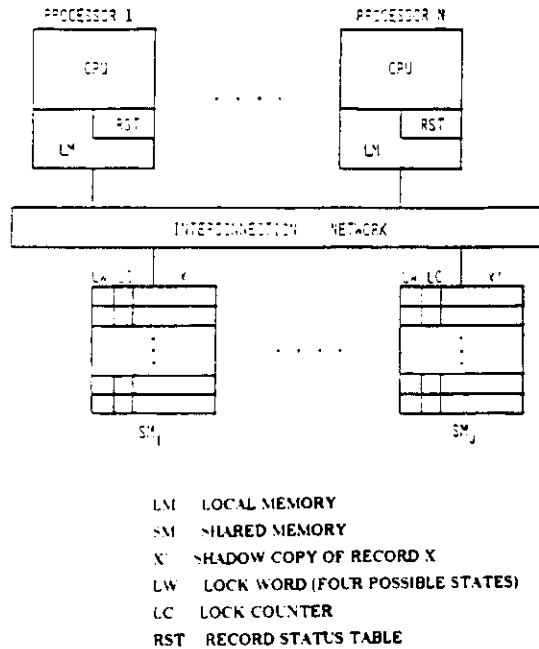 PROCESSOR 1 PROCESSOR N
CPU CPU
RST RST
LM LM
INTERCONNECTION NETWORK
LW LC X LW LC X'
SM₁ SMⱼ
LM LOCAL MEMORY
SM SHARED MEMORY
X' SHADOW COPY OF RECORD X
LW LOCK WORD (FOUR POSSIBLE STATES)
LC LOCK COUNTER
RST RECORD STATUS TABLE